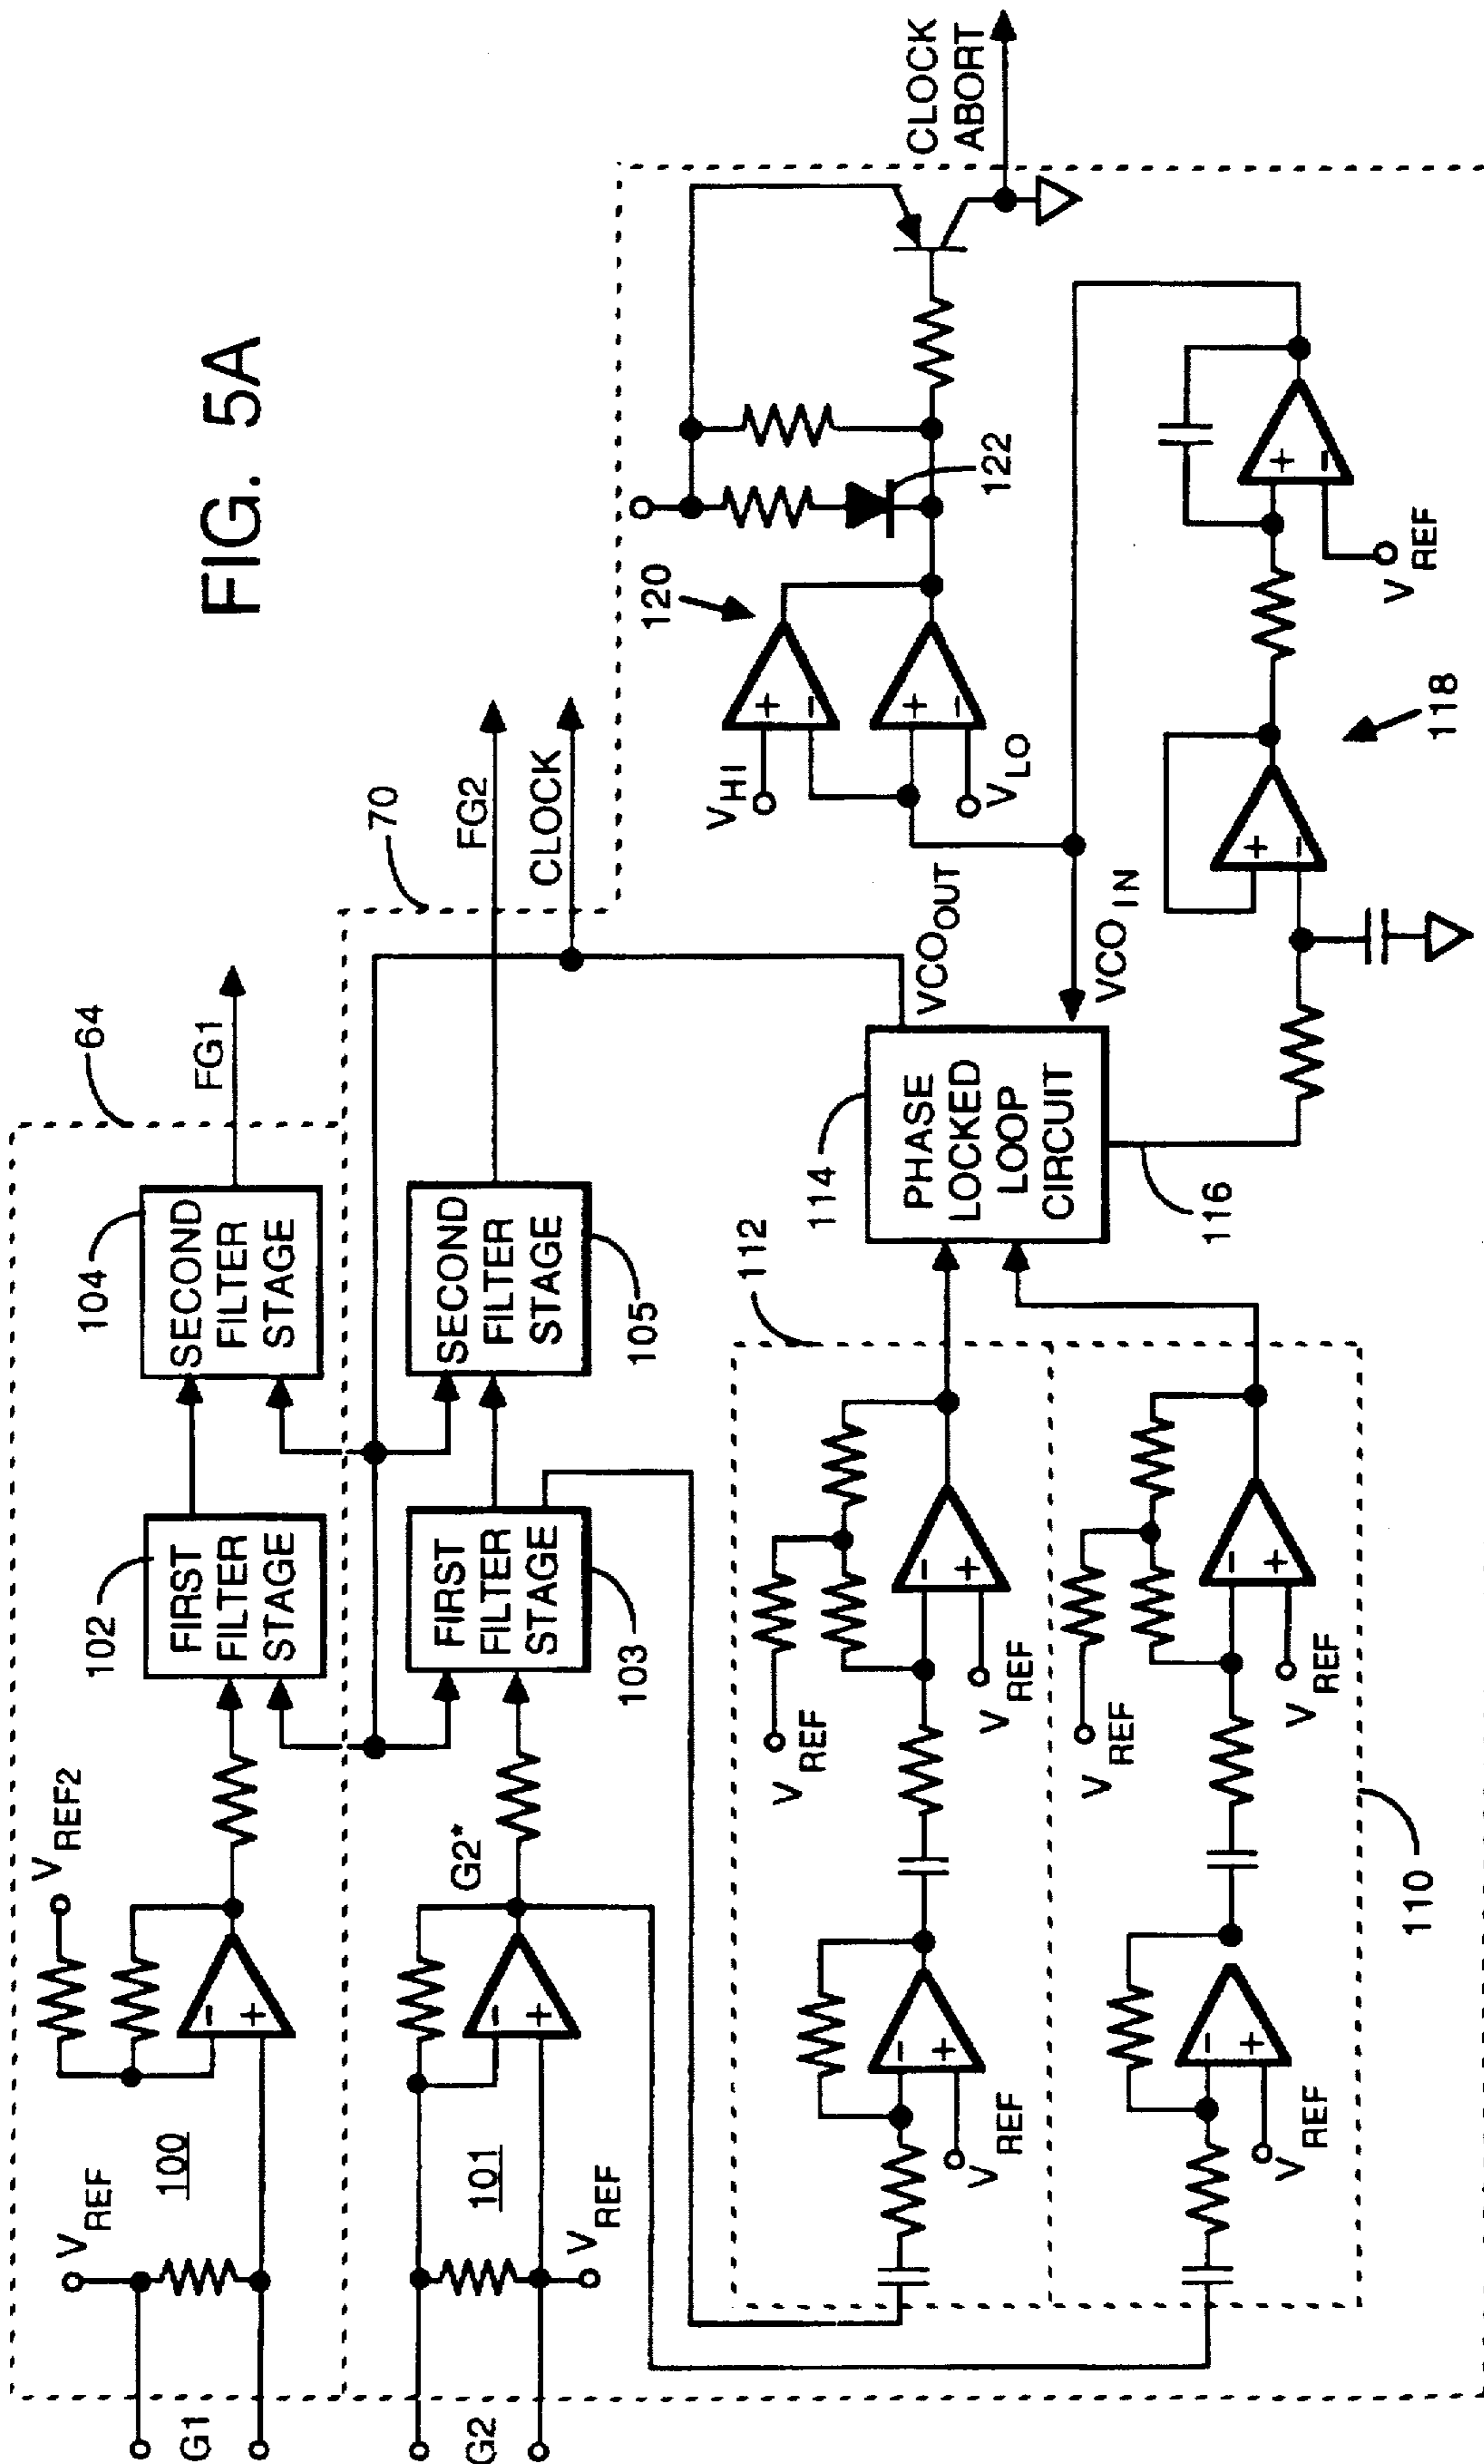 FIG. 5A
64
FG1
104
SECOND
FILTER
STAGE
102
FIRST
FILTER
STAGE
VREF2
VREF
100
G1
+
-
70
FG2
CLOCK
SECOND
FILTER
STAGE
105
FIRST
FILTER
STAGE
103
G2*
-
+
101
VREF
G2
CLOCK
ABORT
120
VHI
+
-
+
-
VLO
122
VCOOUT
VCOIN
114
PHASE
LOCKED
LOOP
CIRCUIT
116
118
+
-
+
-
VREF
112
VREF
-
+
VREF
-
+
VREF
VREF
-
+
VREF
-
+
VREF
110